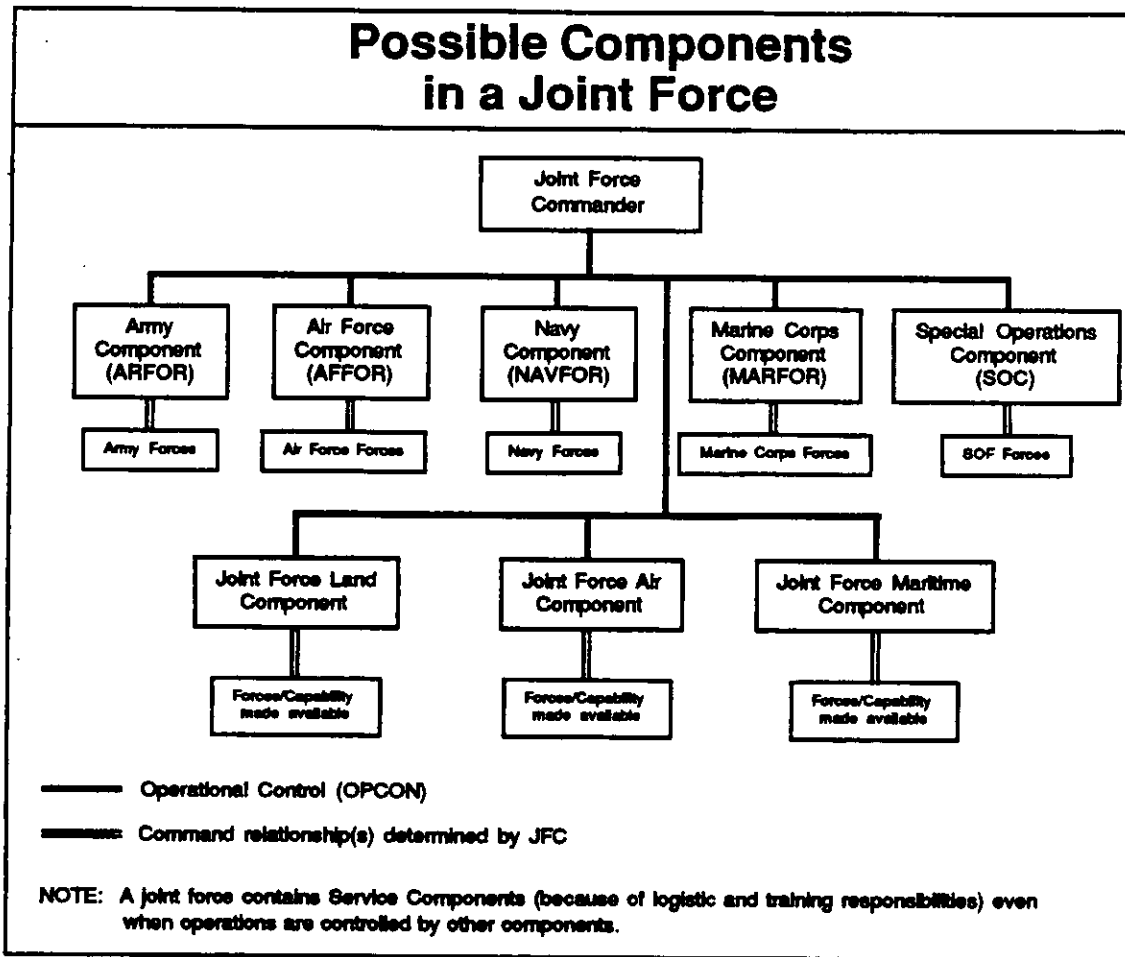 Possible Components
in a Joint Force
Joint Force
Commander
Army
Component
(ARFOR)
Air Force
Component
(AFFOR)
Navy
Component
(NAVFOR)
Marine Corps
Component
(MARFOR)
Special Operations
Component
(SOC)
Army Forces
Air Force Forces
Navy Forces
Marine Corps Forces
SOF Forces
Joint Force Land
Component
Joint Force Air
Component
Joint Force Maritime
Component
Forces/Capability
made available
Forces/Capability
made available
Forces/Capability
made available
Operational Control (OPCON)
Command relationship(s) determined by JFC
NOTE: A joint force contains Service Components (because of logistic and training responsibilities) even
when operations are controlled by other components.